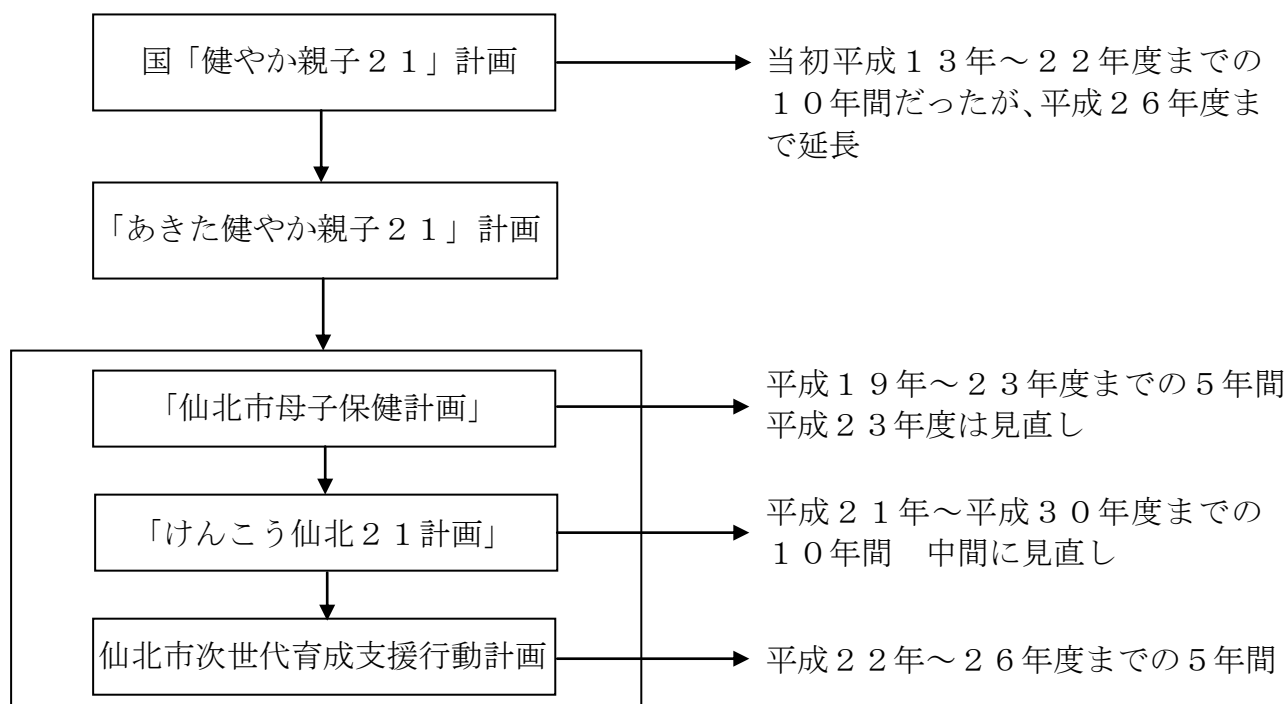 国「健やか親子２１」計画
当初平成１３年～２２年度までの
１０年間だったが、平成２６年度ま
で延長
「あきた健やか親子２１」計画
「仙北市母子保健計画」
平成１９年～２３年度までの５年間
平成２３年度は見直し
「けんこう仙北２１計画」
平成２１年～平成３０年度までの
１０年間　中間に見直し
仙北市次世代育成支援行動計画
平成２２年～２６年度までの５年間